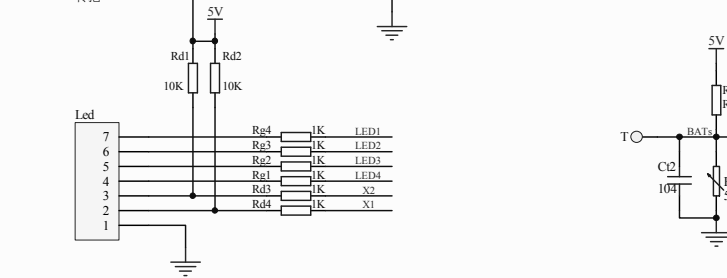 5V
Rd1
Rd2
10K
10K
Led
7
Rg4
1K
LED1
6
Rg3
1K
LED2
5
Rg2
1K
LED3
4
Rg1
1K
LED4
3
Rd3
1K
X2
2
Rd4
1K
X1
1
5V
T
BATs
Ct2
104